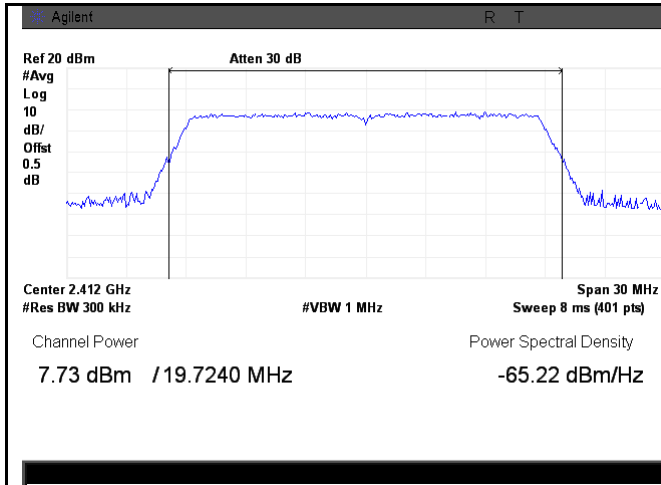 Agilent R T
Ref 20 dBm Atten 30 dB
#Avg
Log
10
dB/
Offst
0.5
dB
Center 2.412 GHz Span 30 MHz
#Res BW 300 kHz #VBW 1 MHz Sweep 8 ms (401 pts)
Channel Power Power Spectral Density
7.73 dBm / 19.7240 MHz -65.22 dBm/Hz